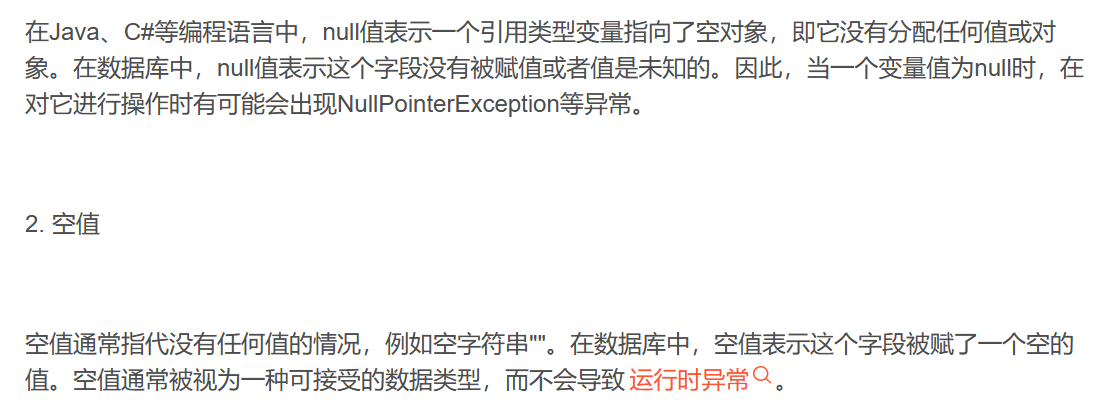 在Java、C#等编程语言中，null值表示一个引用类型变量指向了空对象，即它没有分配任何值或对
象。在数据库中，null值表示这个字段没有被赋值或者值是未知的。因此，当一个变量值为null时，在
对它进行操作时有可能会出现NullPointerException等异常。
2. 空值
空值通常指代没有任何值的情况，例如空字符串""。在数据库中，空值表示这个字段被赋了一个空的
值。空值通常被视为一种可接受的数据类型，而不会导致 运行时异常 。